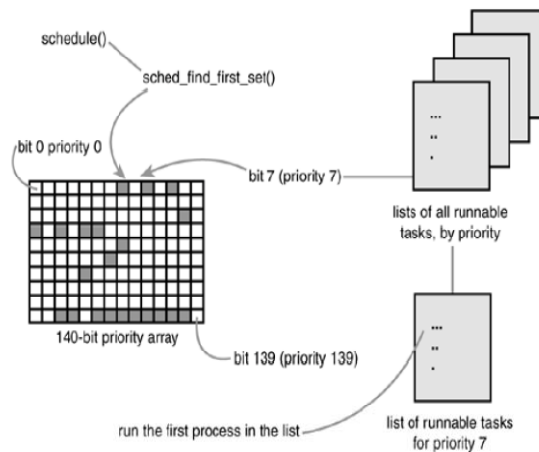 schedule()
sched_find_first_set()
bit 0 priority 0
bit 7 (priority 7)
...
..
.
lists of all runnable
tasks, by priority
140-bit priority array
bit 139 (priority 139)
...
..
.
run the first process in the list
list of runnable tasks
for priority 7